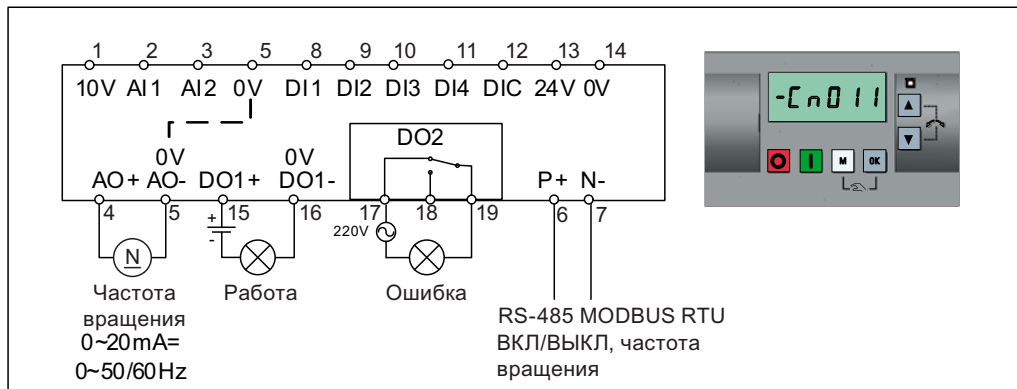 1 2 3 5 8 9 10 11 12 13 14
10V AI1 AI2 0V DI1 DI2 DI3 DI4 DIC 24V 0V
-Cn011
DO2
0V 0V
AO+ AO- DO1+ DO1- P+ N-
4 5 15 16 17 18 19 6 7
+
-
220V
M OK
N
Частота вращения
0~20mA=
0~50/60Hz
Работа
Ошибка
RS-485 MODBUS RTU
ВКЛ/ВЫКЛ, частота
вращения